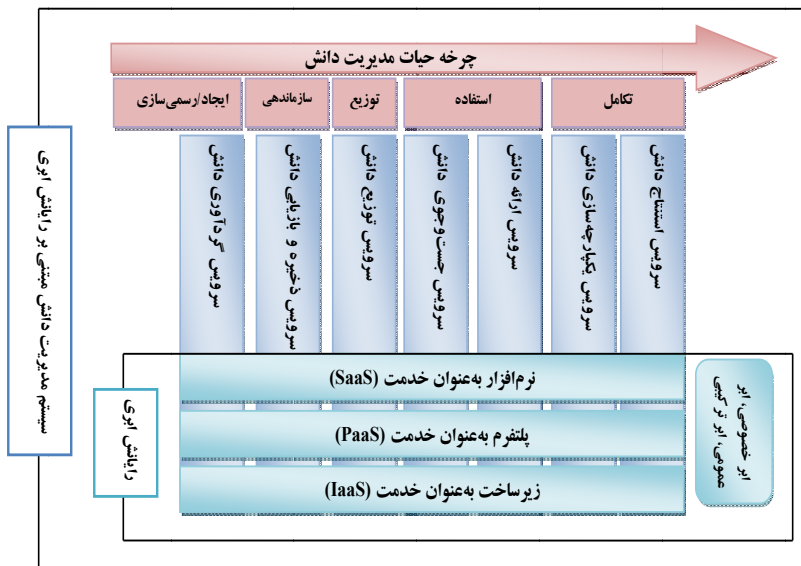 چرخه حیات مدیریت دانش
ایجاد/رسمی‌سازی
سازماندهی
توزیع
استفاده
تکامل
سرویس گردآوری دانش
سرویس ذخیره و بازیابی دانش
سرویس توزیع دانش
سرویس جست‌وجوی دانش
سرویس ارائه دانش
سرویس یکپارچه‌سازی دانش
سرویس استنتاج دانش
سیستم مدیریت دانش مبتنی بر رایانش ابری
رایانش ابری
نرم‌افزار به‌عنوان خدمت (SaaS)
پلتفرم به‌عنوان خدمت (PaaS)
زیرساخت به‌عنوان خدمت (IaaS)
ابر خصوصی، ابر
عمومی، ابر ترکیبی